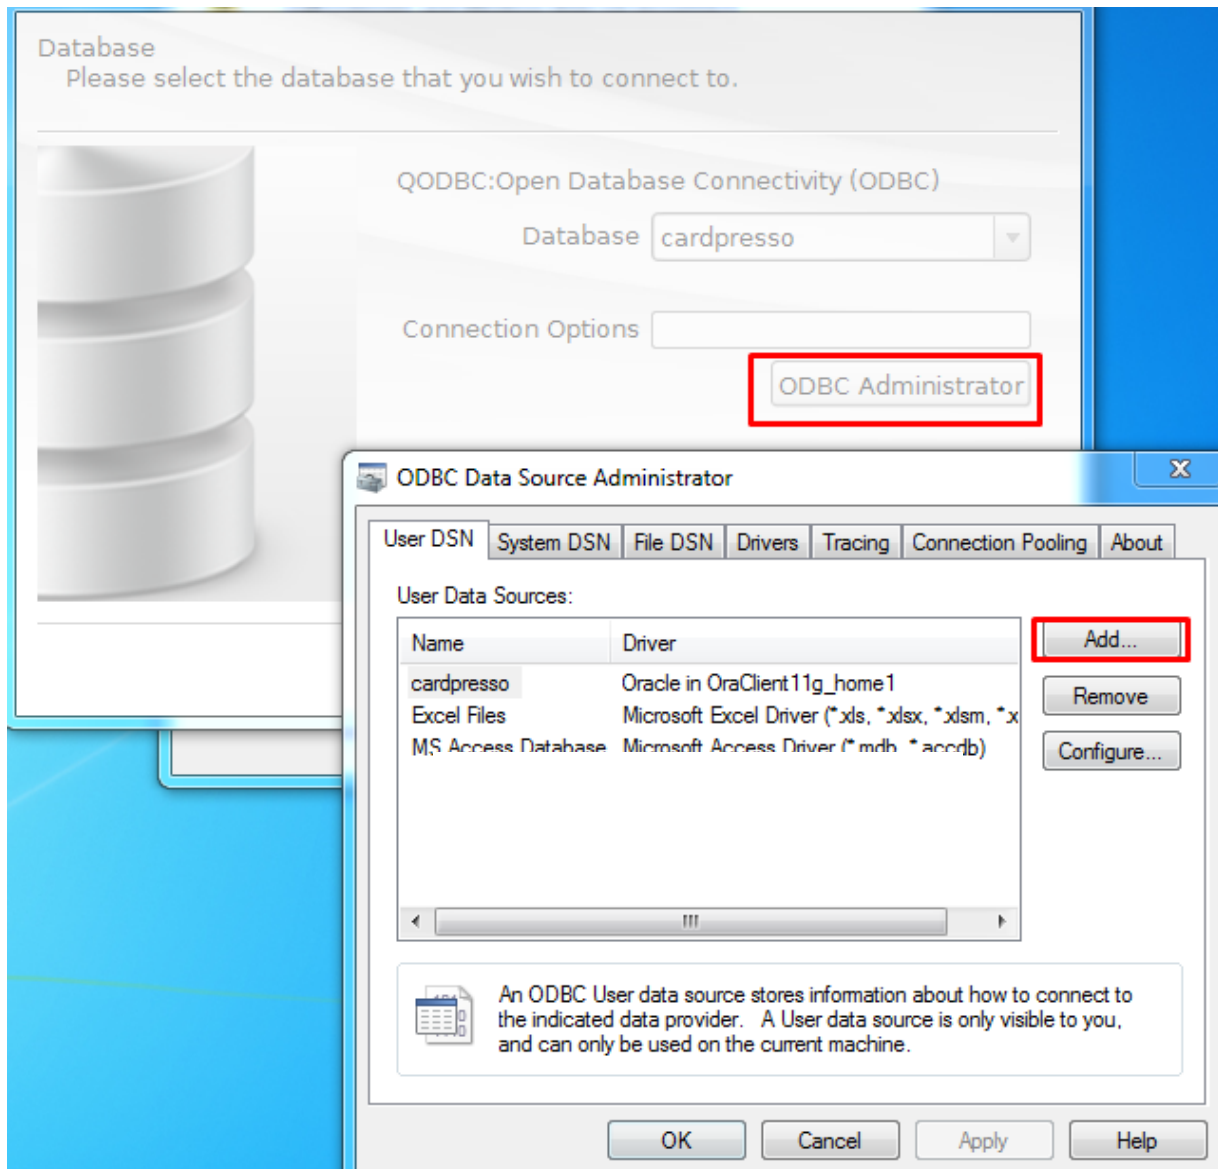 Database
Please select the database that you wish to connect to.
QODBC:Open Database Connectivity (ODBC)
Database cardpresso
Connection Options
ODBC Administrator
ODBC Data Source Administrator
User DSN System DSN File DSN Drivers Tracing Connection Pooling About
User Data Sources:
Name Driver
Add...
cardpresso Oracle in OraClient11g_home1
Remove
Excel Files Microsoft Excel Driver (*.xls, *.xlsx, *.xlsm, *.x
MS Access Database Microsoft Access Driver (*.mdb, *.accdb)
Configure...
An ODBC User data source stores information about how to connect to
the indicated data provider. A User data source is only visible to you,
and can only be used on the current machine.
OK Cancel Apply Help